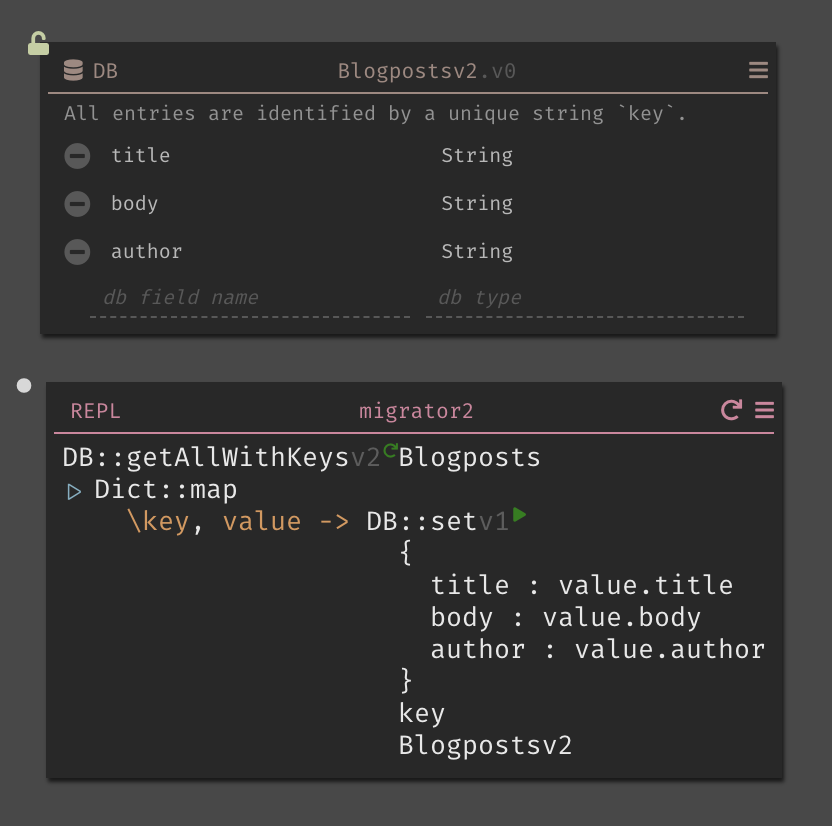 DB Blogpostsv2.v0
All entries are identified by a unique string `key`.
title String
body String
author String
db field name db type
REPL migrator2
DB::getAllWithKeysv2 Blogposts
Dict::map
\key, value -> DB::setv1
{
title : value.title
body : value.body
author : value.author
}
key
Blogpostsv2